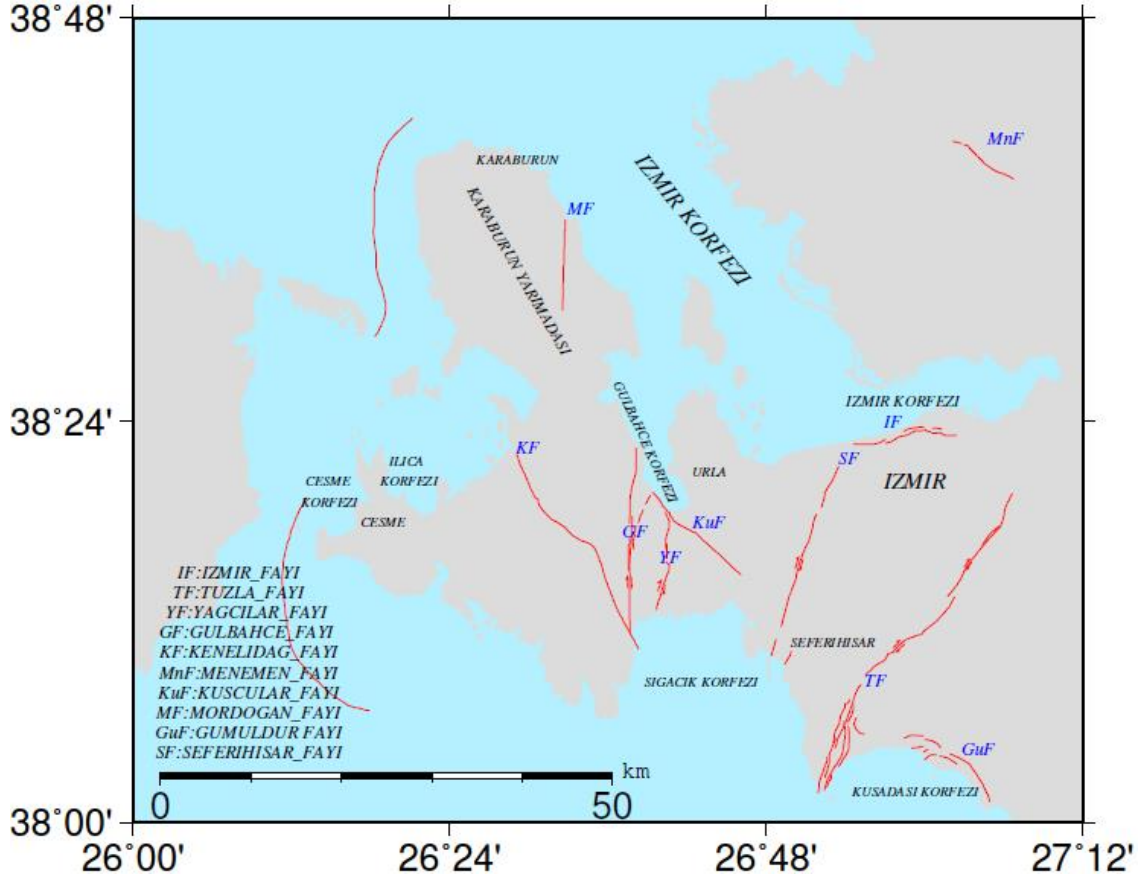 38°48'
MnF
KARABURUN
IZMIR KORFEZI
KARABURUN YARIMADASI
MF
GULBAHCE KORFEZI
IZMIR KORFEZI
38°24'
IF
KF
SF
ILICA
KORFEZI
URLA
CESME
KORFEZI
IZMIR
CESME
KuF
GF
YF
IF:IZMIR_FAYI
TF:TUZLA_FAYI
YF:YAGCILAR_FAYI
GF:GULBAHCE_FAYI
KF:KENELIDAG_FAYI
MnF:MENEMEN_FAYI
KuF:KUSCULAR_FAYI
MF:MORDOGAN_FAYI
GuF:GUMULDUR FAYI
SF:SEFERIHISAR_FAYI
SEFERIHISAR
SIGACIK KORFEZI
TF
GuF
KUSADASI KORFEZI
km
0 50
38°00'
26°00' 26°24' 26°48' 27°12'